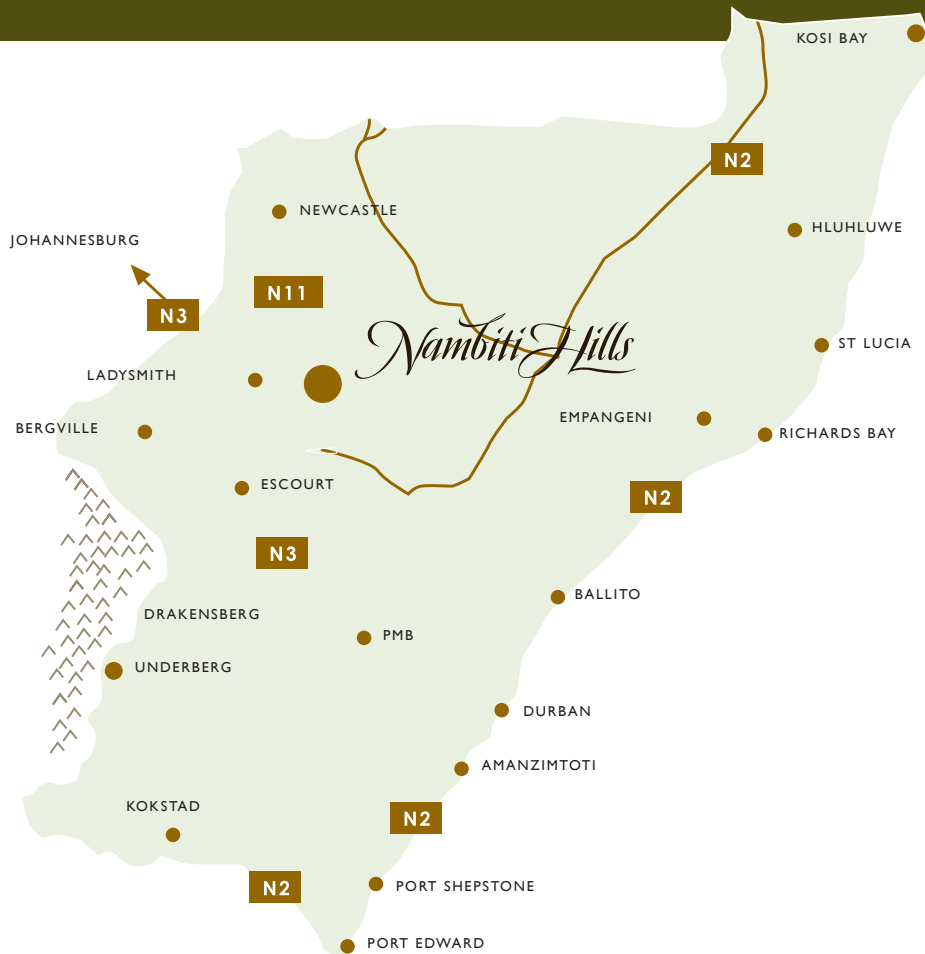 KOSI BAY
N2
NEWCASTLE
HLUHLUWE
JOHANNESBURG
N11
N3
Nambiti Hills
ST LUCIA
LADYSMITH
EMPANGENI
BERGVILLE
RICHARDS BAY
ESCOURT
N2
N3
BALLITO
DRAKENSBERG
PMB
UNDERBERG
DURBAN
AMANZIMTOTI
KOKSTAD
N2
N2
PORT SHEPSTONE
PORT EDWARD